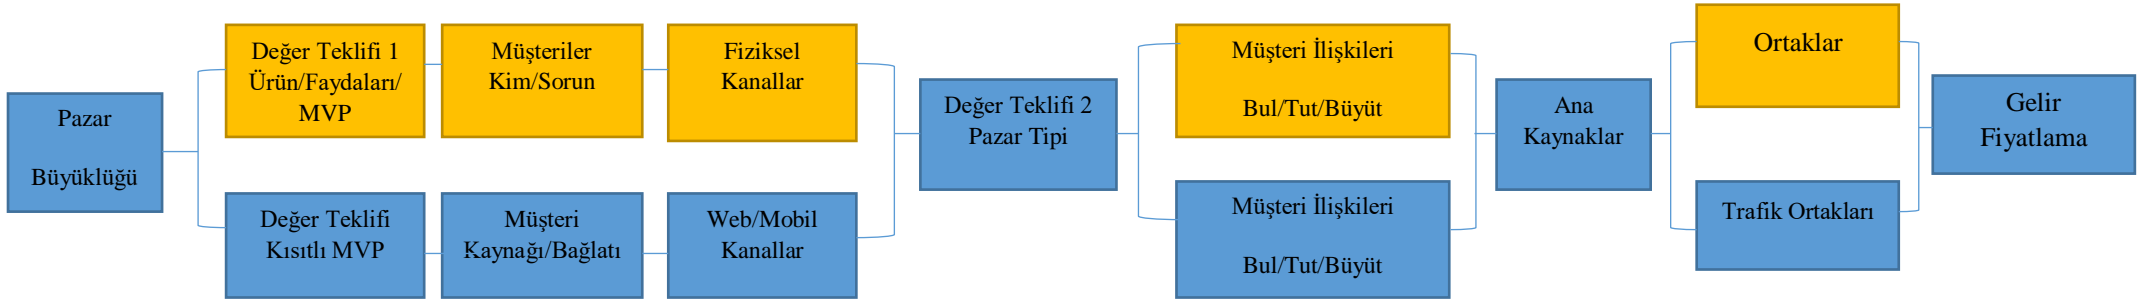 Pazar
Büyüklüğü
Değer Teklifi 1
Ürün/Faydaları/
MVP
Müşteriler
Kim/Sorun
Fiziksel
Kanallar
Değer Teklifi
Kısıtlı MVP
Müşteri
Kaynağı/Bağlatı
Web/Mobil
Kanallar
Değer Teklifi 2
Pazar Tipi
Müşteri İlişkileri
Bul/Tut/Büyüt
Müşteri İlişkileri
Bul/Tut/Büyüt
Ana
Kaynaklar
Ortaklar
Trafik Ortakları
Gelir
Fiyatlama